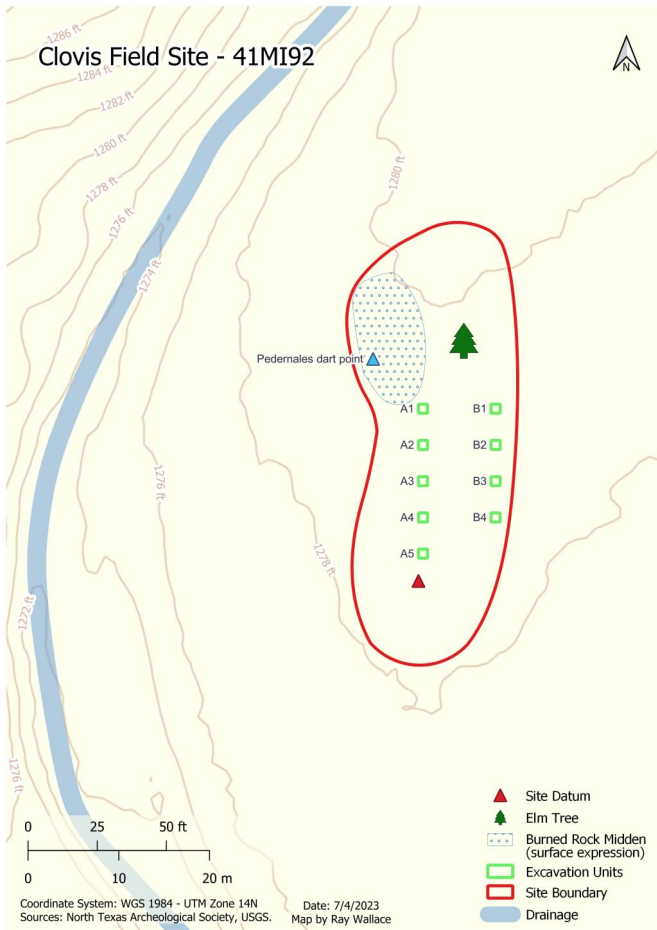 Clovis Field Site - 41MI92
N
1286 ft
1284 ft
1282 ft
1280 ft
1278 ft
1276 ft
1274 ft
1280 ft
Pedernales dart point
A1 B1
A2 B2
A3 B3
A4 B4
A5
1276 ft
1278 ft
1272 ft
1276 ft
0 25 50 ft
0 10 20 m
Site Datum
Elm Tree
Burned Rock Midden
(surface expression)
Excavation Units
Site Boundary
Drainage
Coordinate System: WGS 1984 - UTM Zone 14N
Sources: North Texas Archeological Society, USGS.
Date: 7/4/2023
Map by Ray Wallace